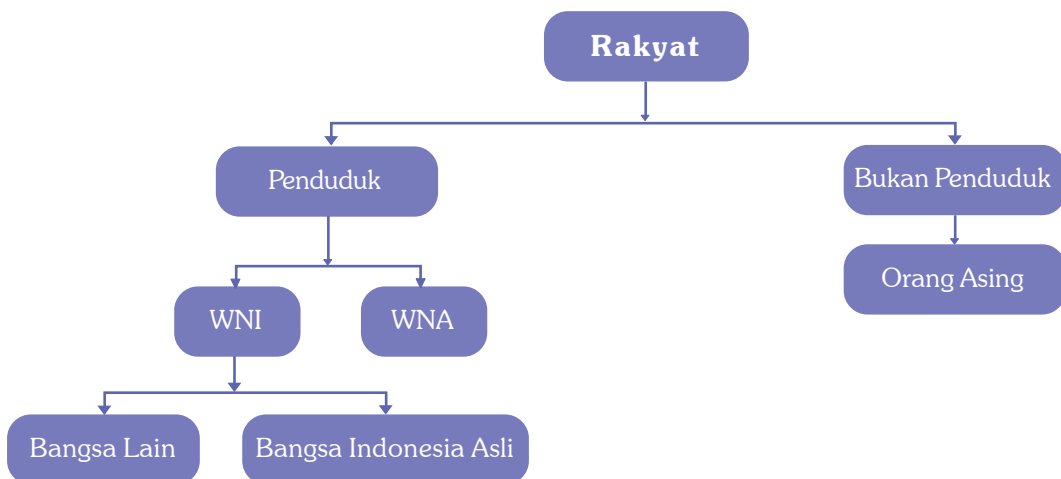 Rakyat
Penduduk
Bukan Penduduk
Orang Asing
WNI
WNA
Bangsa Lain
Bangsa Indonesia Asli